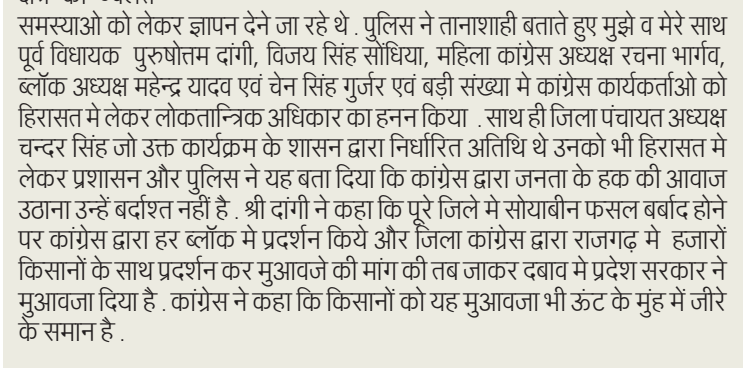 समस्याओ को लेकर ज्ञापन देने जा रहे थे . पुलिस ने तानाशाही बताते हुए मुझे व मेरे साथ
पूर्व विधायक पुरुषोत्तम दांगी, विजय सिंह सोंधिया, महिला कांग्रेस अध्यक्ष रचना भार्गव,
ब्लॉक अध्यक्ष महेन्द्र यादव एवं चेन सिंह गुर्जर एवं बड़ी संख्या मे कांग्रेस कार्यकर्ताओ को
हिरासत मे लेकर लोकतान्त्रिक अधिकार का हनन किया . साथ ही जिला पंचायत अध्यक्ष
चन्दर सिंह जो उक्त कार्यक्रम के शासन द्वारा निर्धारित अतिथि थे उनको भी हिरासत मे
लेकर प्रशासन और पुलिस ने यह बता दिया कि कांग्रेस द्वारा जनता के हक की आवाज
उठाना उन्हें बर्दाश्त नहीं है . श्री दांगी ने कहा कि पूरे जिले मे सोयाबीन फसल बर्बाद होने
पर कांग्रेस द्वारा हर ब्लॉक मे प्रदर्शन किये और जिला कांग्रेस द्वारा राजगढ़ मे हजारों
किसानों के साथ प्रदर्शन कर मुआवजे की मांग की तब जाकर दबाव मे प्रदेश सरकार ने
मुआवजा दिया है . कांग्रेस ने कहा कि किसानों को यह मुआवजा भी ऊंट के मुंह में जीरे
के समान है .